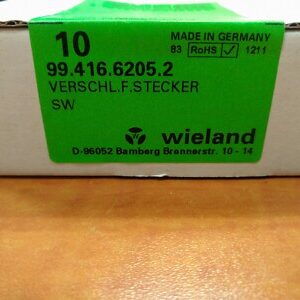 10
MADE IN GERMANY
83 RoHS 1211
99.416.6205.2
VERSCHL.F.STECKER
SW
wieland
D-96052 Bamberg Brennerstr. 10 - 14